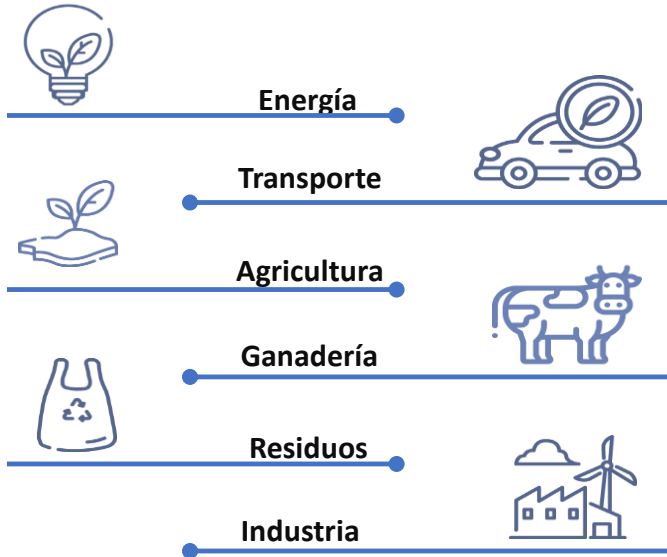 Energía
Transporte
Agricultura
Ganadería
Residuos
Industria